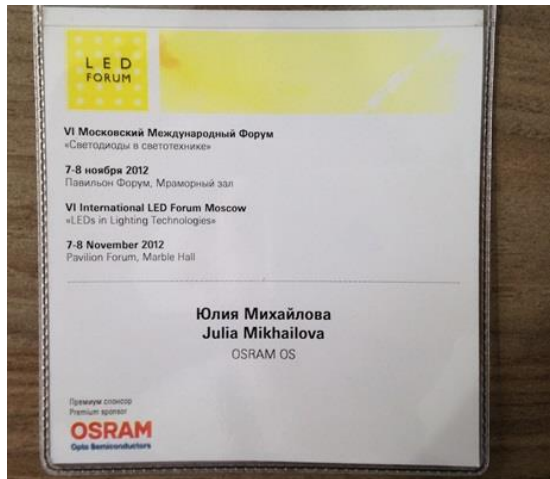 LED
FORUM
VI Московский Международный Форум
«Светодиоды в светотехнике»
7-8 ноября 2012
Павильон Форум, Мраморный зал
VI International LED Forum Moscow
«LEDs in Lighting Technologies»
7-8 November 2012
Pavilion Forum, Marble Hall
Юлия Михайлова
Julia Mikhailova
OSRAM OS
Премиум спонсор
Premium sponsor
OSRAM
Opto Semiconductors